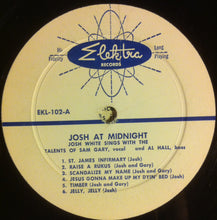 Hi Fidelity
Long Playing
Elektra
RECORDS
EKL-102-A
JOSH AT MIDNIGHT
JOSH WHITE SINGS WITH THE
TALENTS OF SAM GARY, vocal and AL HALL, bass
1. ST. JAMES INFIRMARY (Josh)
2. RAISE A RUKUS (Josh and Gary)
3. SCANDALIZE MY NAME (Josh and Gary)
4. JESUS GONNA MAKE UP MY DYIN' BED (Josh)
5. TIMBER (Josh and Gary)
6. JELLY, JELLY (Josh)